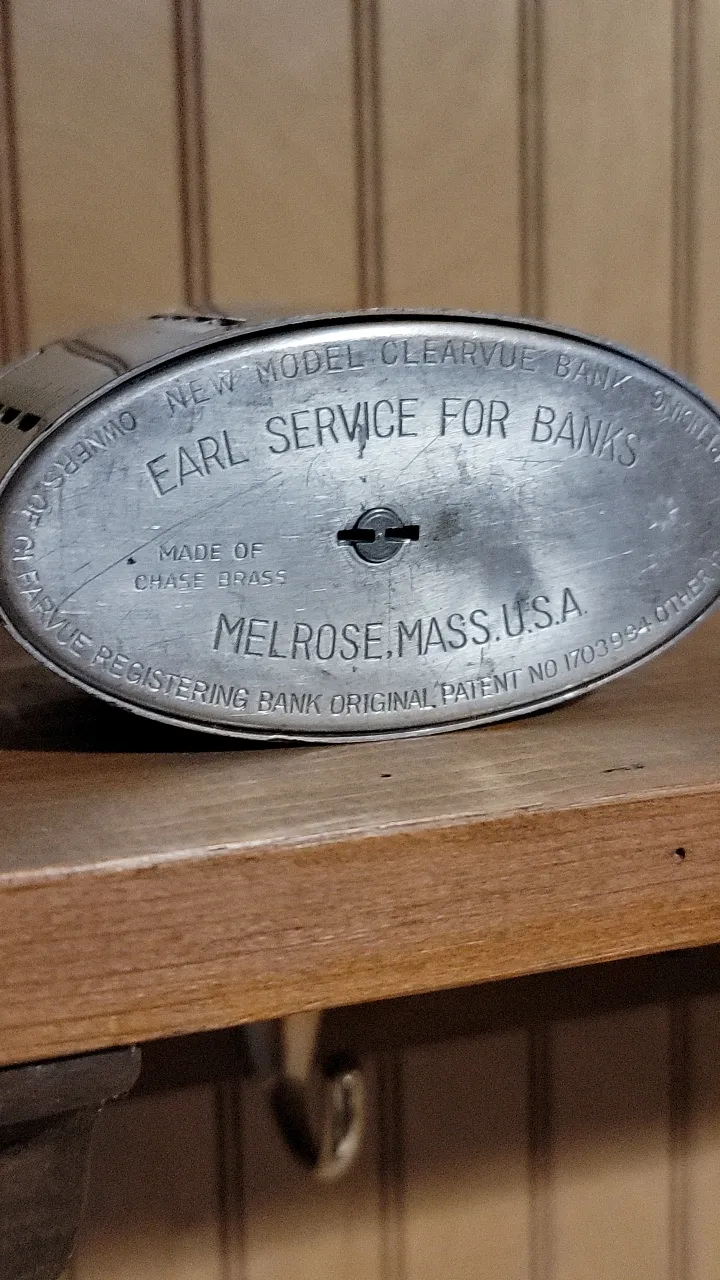 NEW MODEL CLEARVUE BANK
EARL SERVICE FOR BANKS
MADE OF
CHASE BRASS
MELROSE, MASS. U.S.A.
OWNERS OF CLEARVUE REGISTERING BANK ORIGINAL PATENT NO 1703994 OTHER